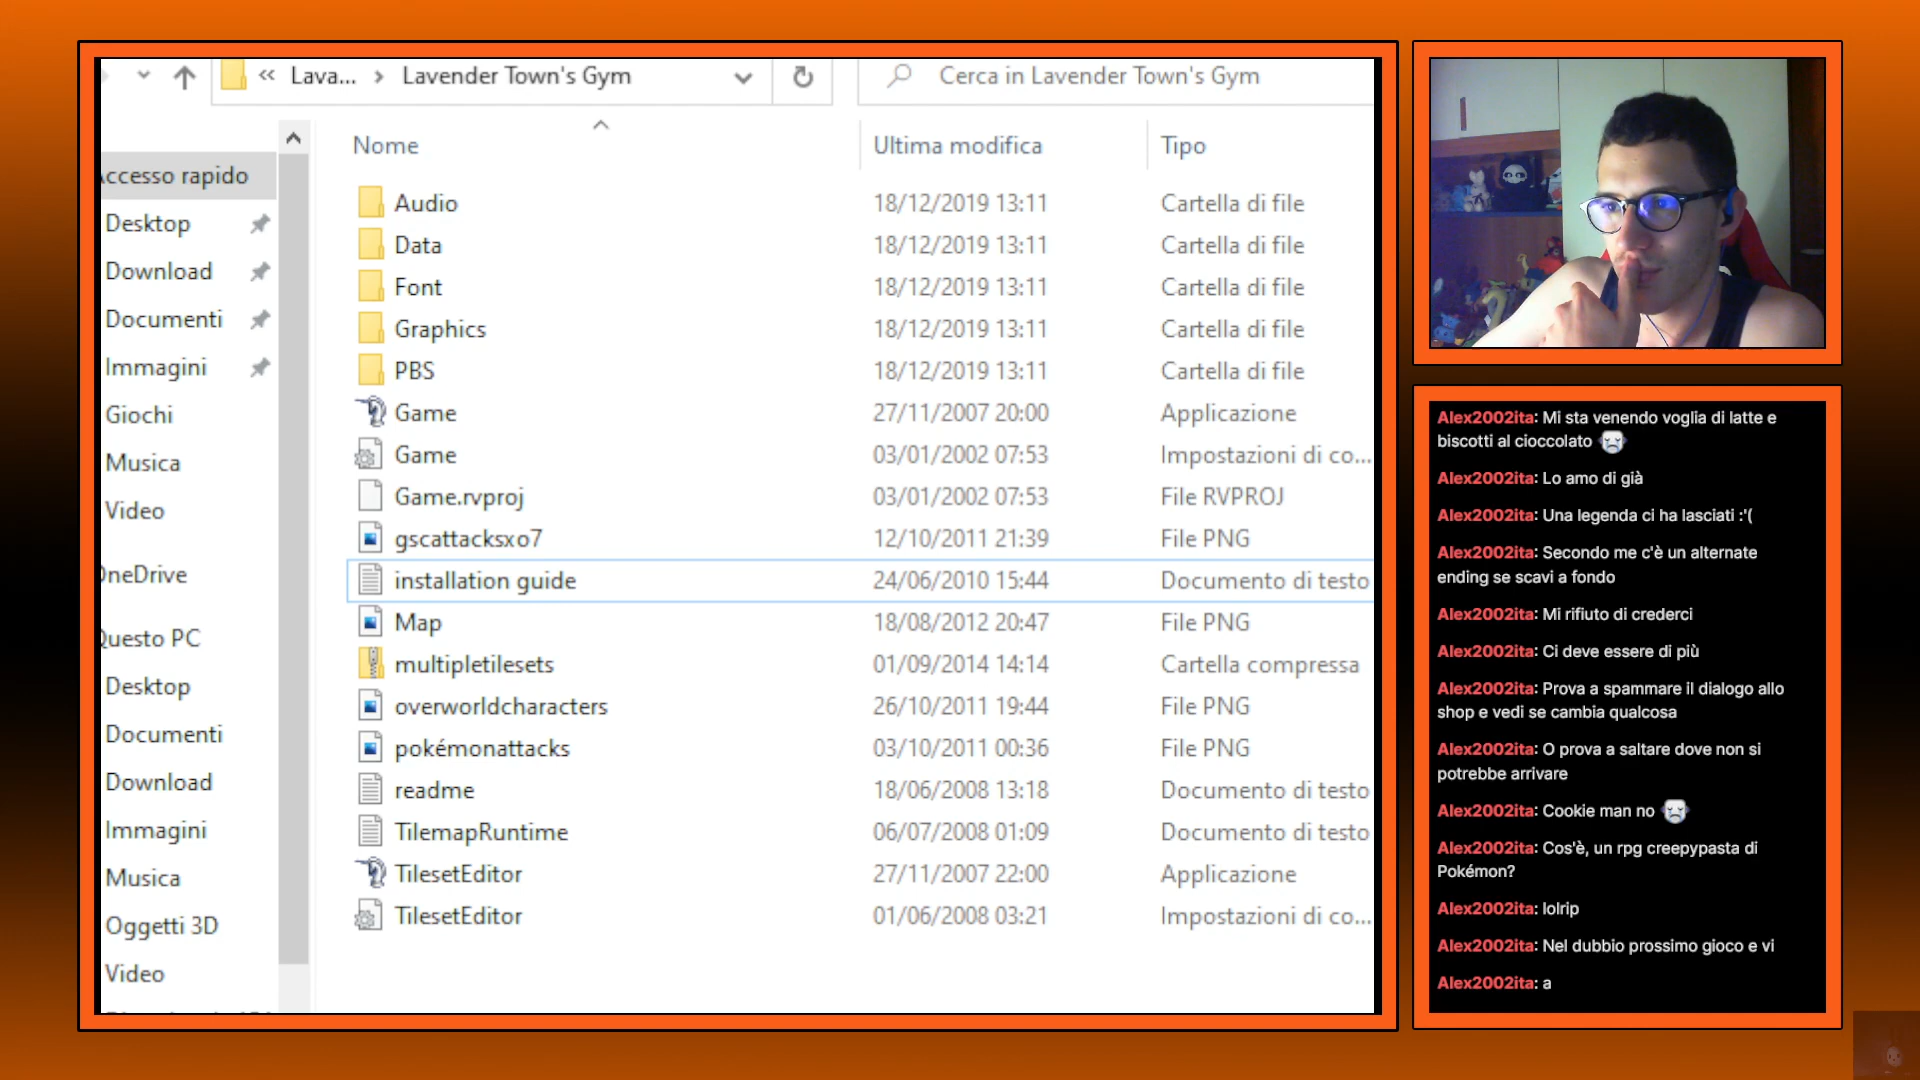 « Lava... > Lavender Town's Gym
Cerca in Lavender Town's Gym
Nome Ultima modifica Tipo
Accesso rapido
Desktop
Download
Documenti
Immagini
Giochi
Musica
Video
OneDrive
Questo PC
Desktop
Documenti
Download
Immagini
Musica
Oggetti 3D
Video
Audio 18/12/2019 13:11 Cartella di file
Data 18/12/2019 13:11 Cartella di file
Font 18/12/2019 13:11 Cartella di file
Graphics 18/12/2019 13:11 Cartella di file
PBS 18/12/2019 13:11 Cartella di file
Game 27/11/2007 20:00 Applicazione
Game 03/01/2002 07:53 Impostazioni di co...
Game.rvproj 03/01/2002 07:53 File RVPROJ
gscattacksxo7 12/10/2011 21:39 File PNG
installation guide 24/06/2010 15:44 Documento di testo
Map 18/08/2012 20:47 File PNG
multipletilesets 01/09/2014 14:14 Cartella compressa
overworldcharacters 26/10/2011 19:44 File PNG
pokémonattacks 03/10/2011 00:36 File PNG
readme 18/06/2008 13:18 Documento di testo
TilemapRuntime 06/07/2008 01:09 Documento di testo
TilesetEditor 27/11/2007 22:00 Applicazione
TilesetEditor 01/06/2008 03:21 Impostazioni di co...
Alex2002ita: Mi sta venendo voglia di latte e
biscotti al cioccolato
Alex2002ita: Lo amo di già
Alex2002ita: Una legenda ci ha lasciati :'(
Alex2002ita: Secondo me c'è un alternate
ending se scavi a fondo
Alex2002ita: Mi rifiuto di crederci
Alex2002ita: Ci deve essere di più
Alex2002ita: Prova a spammare il dialogo allo
shop e vedi se cambia qualcosa
Alex2002ita: O prova a saltare dove non si
potrebbe arrivare
Alex2002ita: Cookie man no
Alex2002ita: Cos'è, un rpg creepypasta di
Pokémon?
Alex2002ita: lolrip
Alex2002ita: Nel dubbio prossimo gioco e vi
Alex2002ita: a